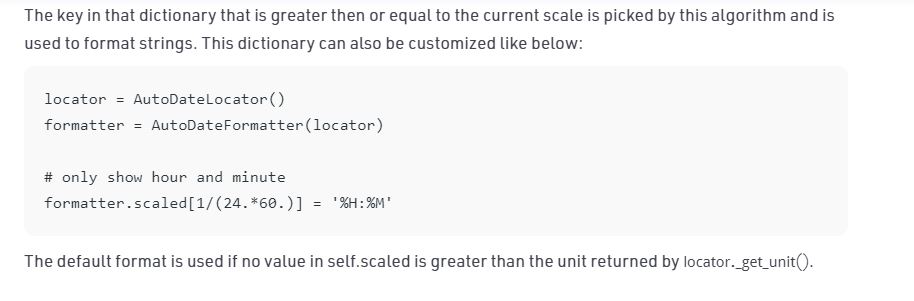 The key in that dictionary that is greater then or equal to the current scale is picked by this algorithm and is
used to format strings. This dictionary can also be customized like below:
locator = AutoDateLocator()
formatter = AutoDateFormatter(locator)
# only show hour and minute
formatter.scaled[1/(24.*60.)] = '%H:%M'
The default format is used if no value in self.scaled is greater than the unit returned by locator._get_unit().